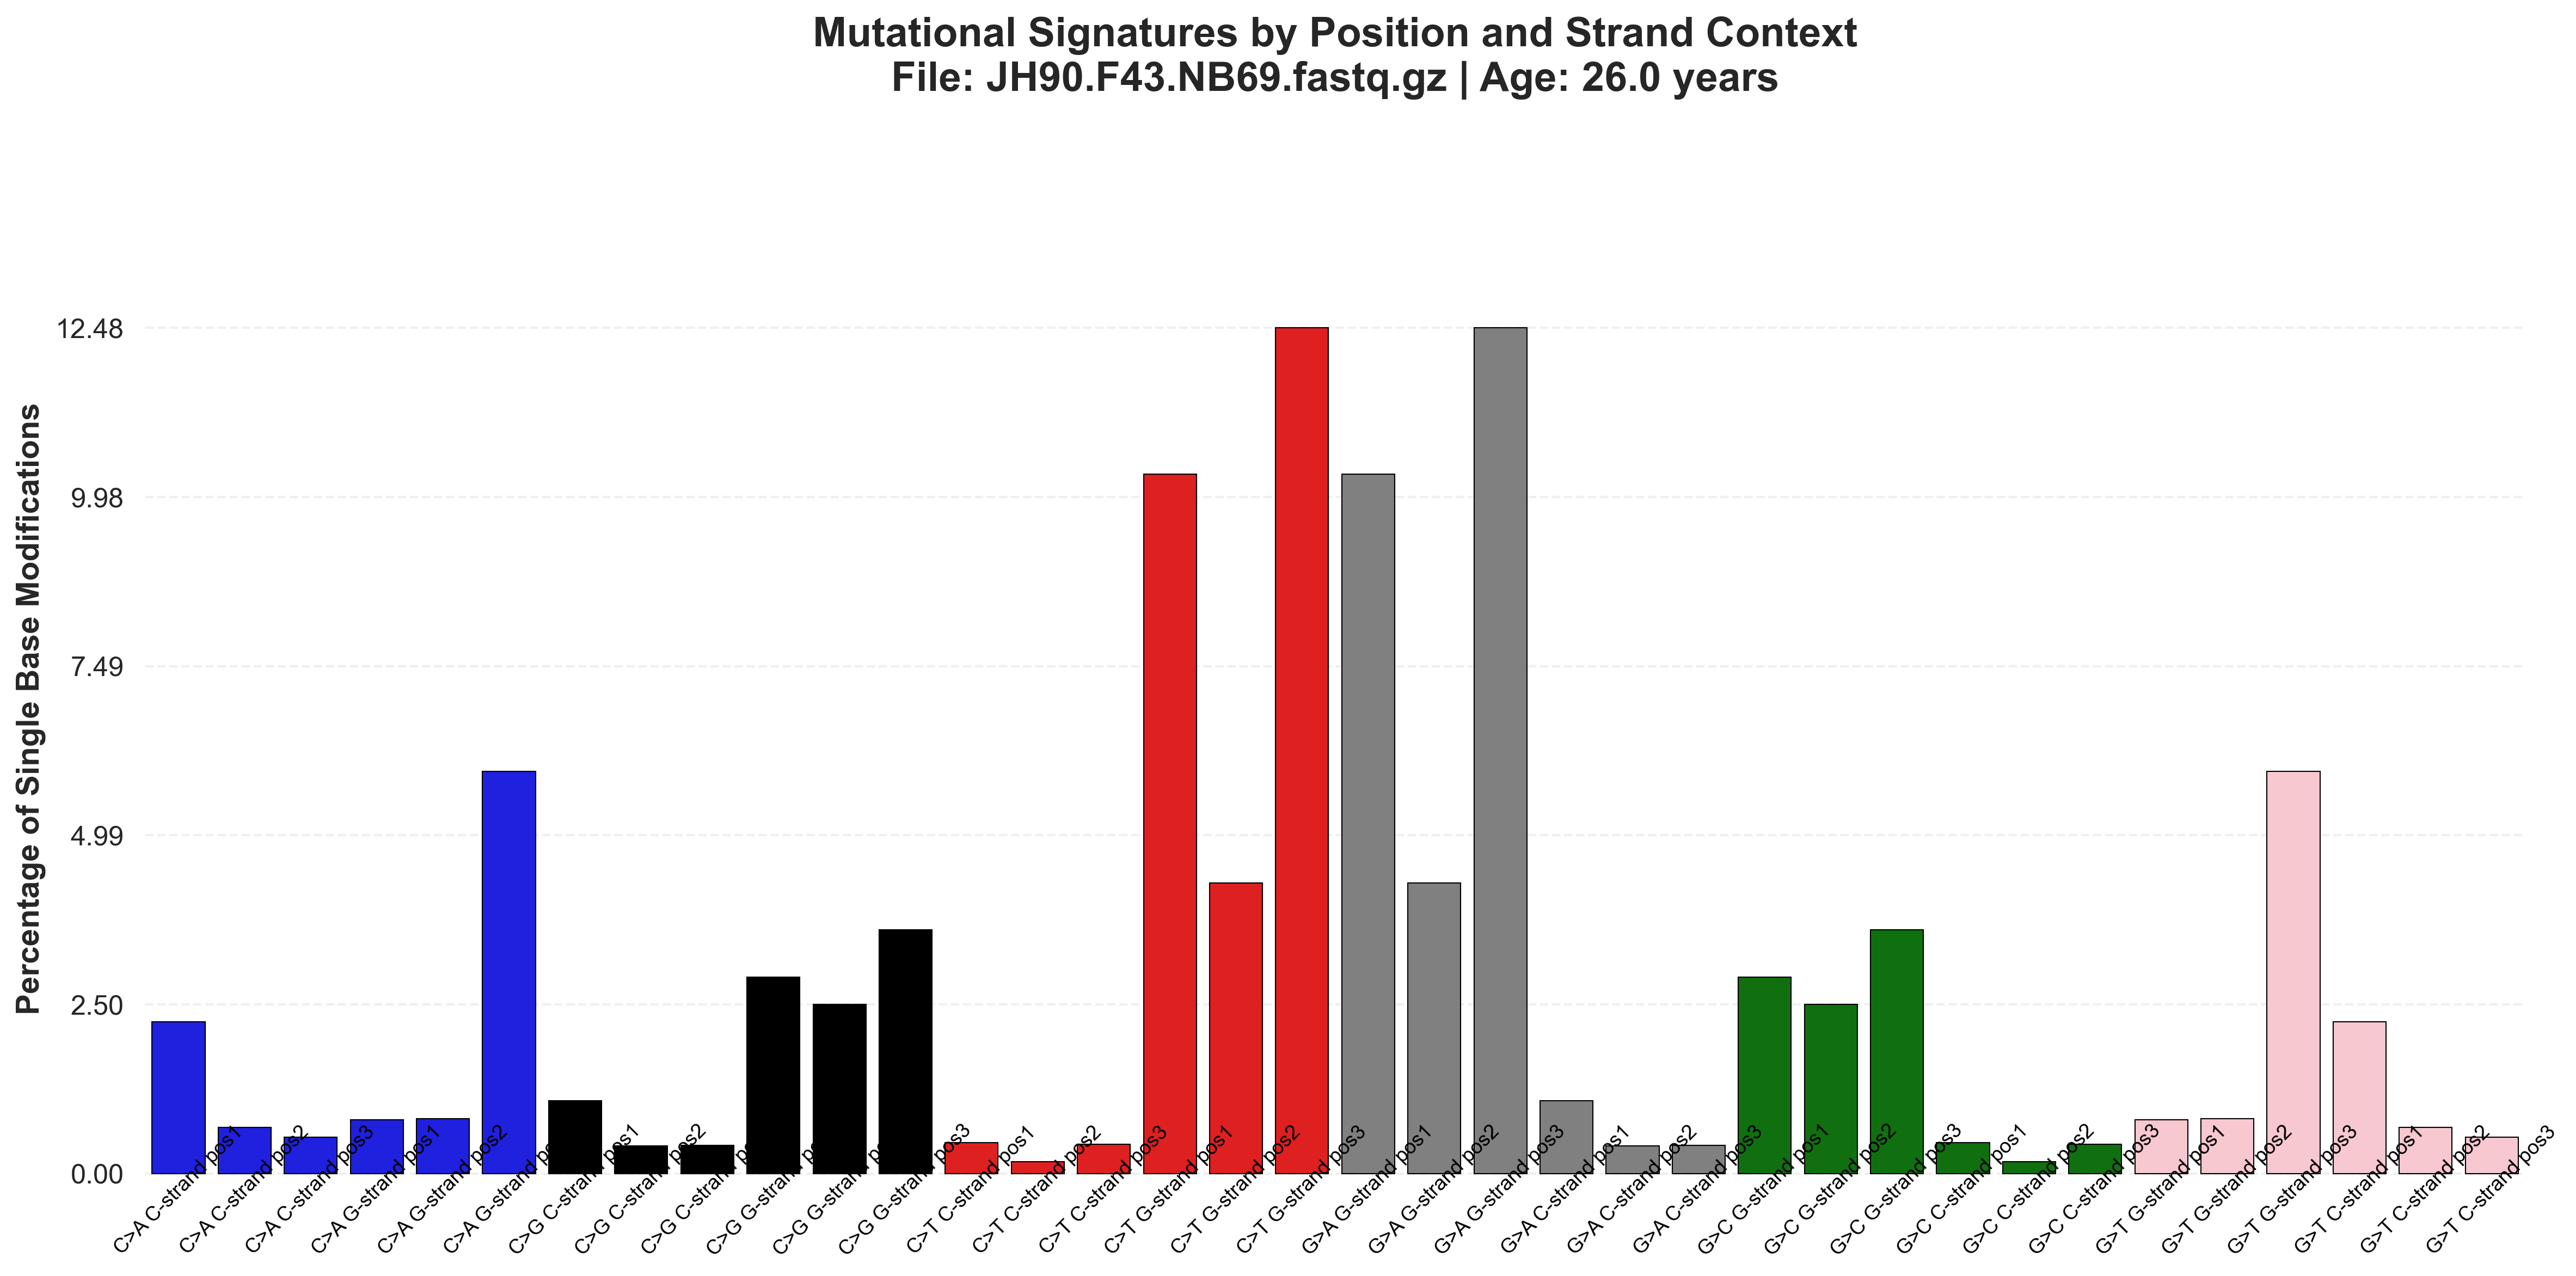 Mutational Signatures by Position and Strand Context
File: JH90.F43.NB69.fastq.gz | Age: 26.0 years
Percentage of Single Base Modifications
12.48
9.98
7.49
4.99
2.50
0.00
C>A C-strand pos1
C>A C-strand pos2
C>A C-strand pos3
C>A G-strand pos1
C>A G-strand pos2
C>A G-strand pos
C>G C-strand pos1
C>G C-strand pos2
C>G C-strand
C>G G-strand
C>G G-strand
C>G G-strand pos3
C>T C-strand pos1
C>T C-strand pos2
C>T C-strand pos3
C>T G-strand pos1
C>T G-strand pos2
C>T G-strand pos3
G>A G-strand pos1
G>A G-strand pos2
G>A G-strand pos3
G>A C-strand pos1
G>A C-strand pos2
G>A C-strand pos3
G>C G-strand pos1
G>C G-strand pos2
G>C G-strand pos3
G>C C-strand pos1
G>C C-strand pos2
G>C C-strand pos3
G>T G-strand pos1
G>T G-strand pos2
G>T G-strand pos3
G>T C-strand pos1
G>T C-strand pos2
G>T C-strand pos3